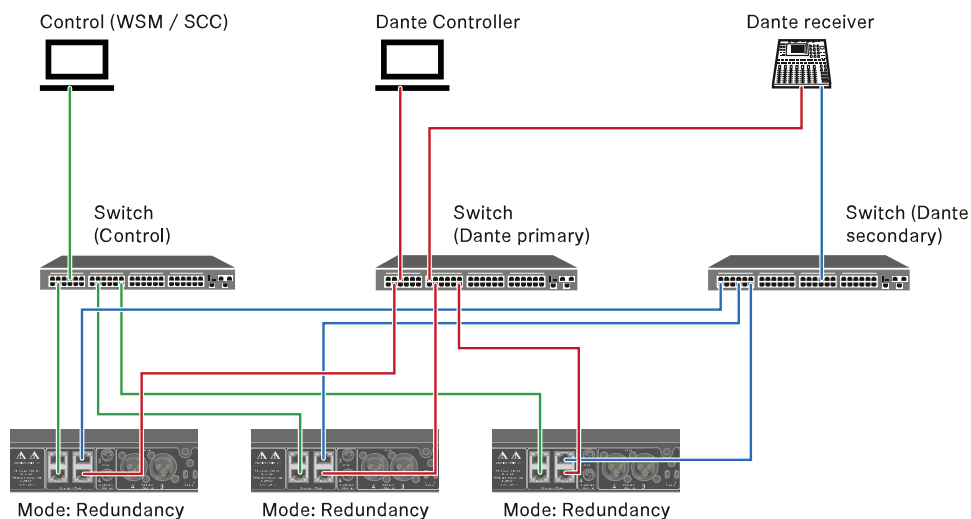 Control (WSM / SCC)
Dante Controller
Dante receiver
Switch
(Control)
Switch
(Dante primary)
Switch (Dante
secondary)
Mode: Redundancy
Mode: Redundancy
Mode: Redundancy